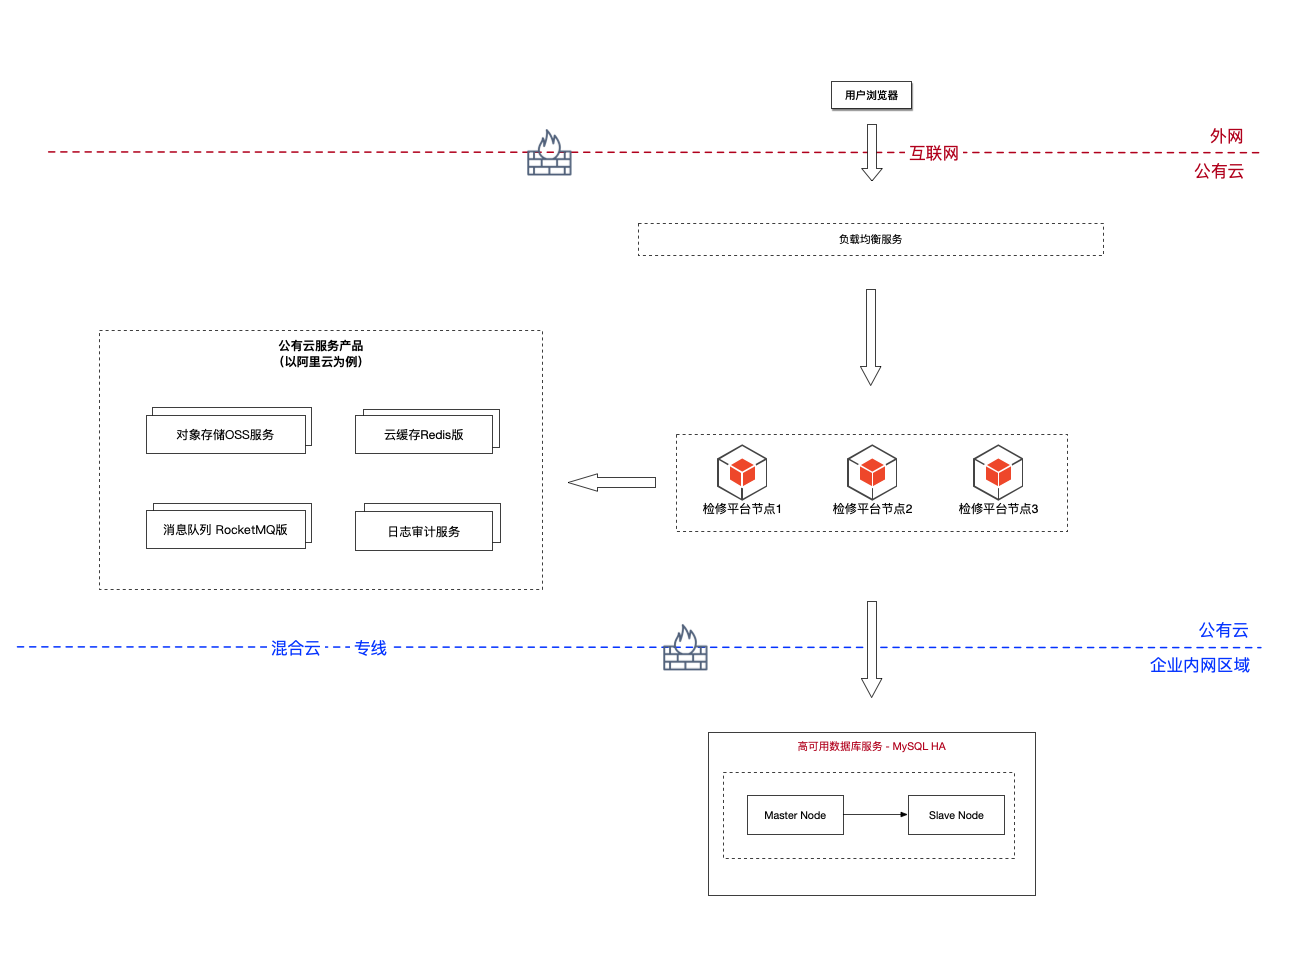 用户浏览器
外网
互联网
公有云
负载均衡服务
公有云服务产品
（以阿里云为例）
对象存储OSS服务
云缓存Redis版
消息队列 RocketMQ版
日志审计服务
检修平台节点1
检修平台节点2
检修平台节点3
公有云
混合云
专线
企业内网区域
高可用数据库服务 - MySQL HA
Master Node
Slave Node